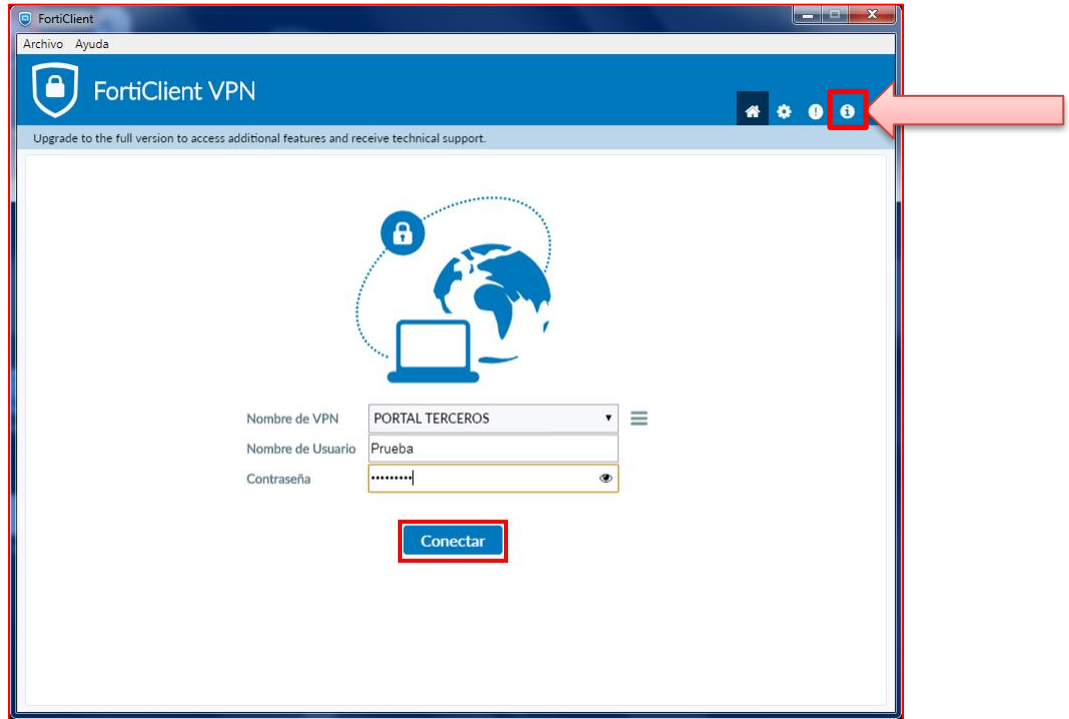 FortiClient
Archivo Ayuda
FortiClient VPN
Upgrade to the full version to access additional features and receive technical support.
Nombre de VPN PORTAL TERCEROS
Nombre de Usuario Prueba
Contraseña •••••••••
Conectar